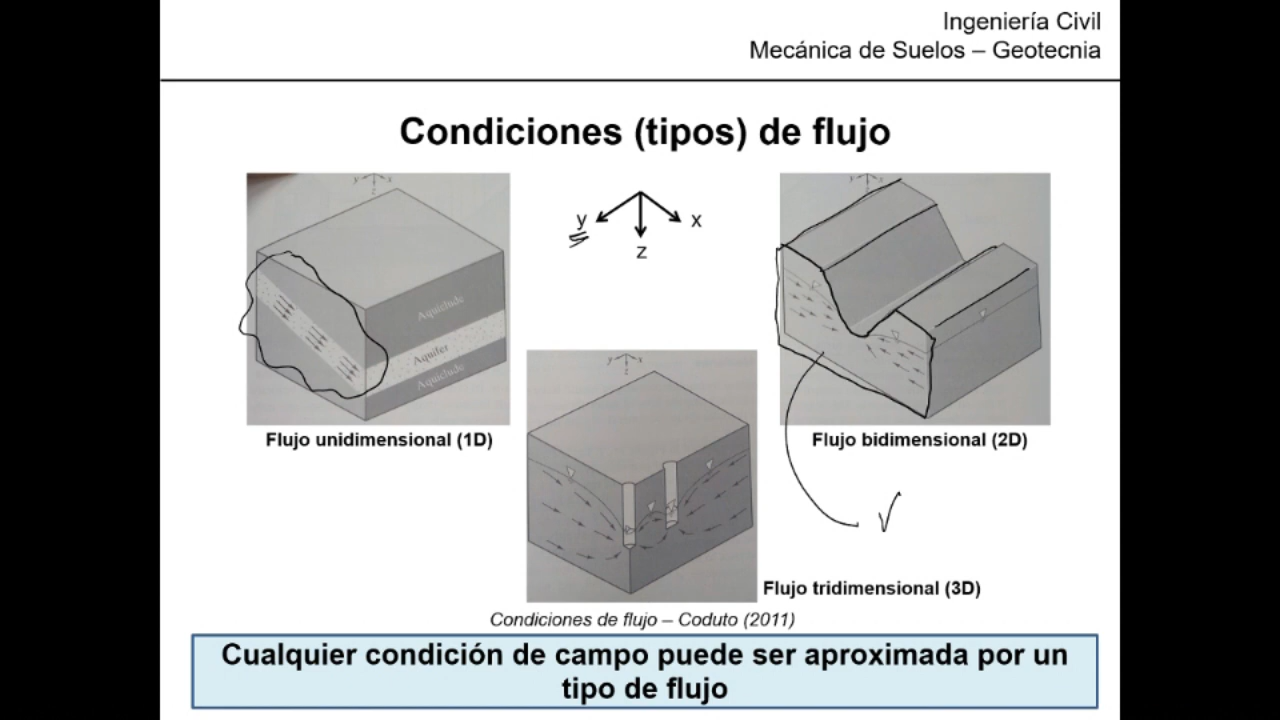 Ingeniería Civil
Mecánica de Suelos – Geotecnia
Condiciones (tipos) de flujo
y
x
z
Aquiclude
Aquifer
Aquiclude
Flujo unidimensional (1D)
Flujo bidimensional (2D)
Flujo tridimensional (3D)
Condiciones de flujo – Coduto (2011)
Cualquier condición de campo puede ser aproximada por un
tipo de flujo